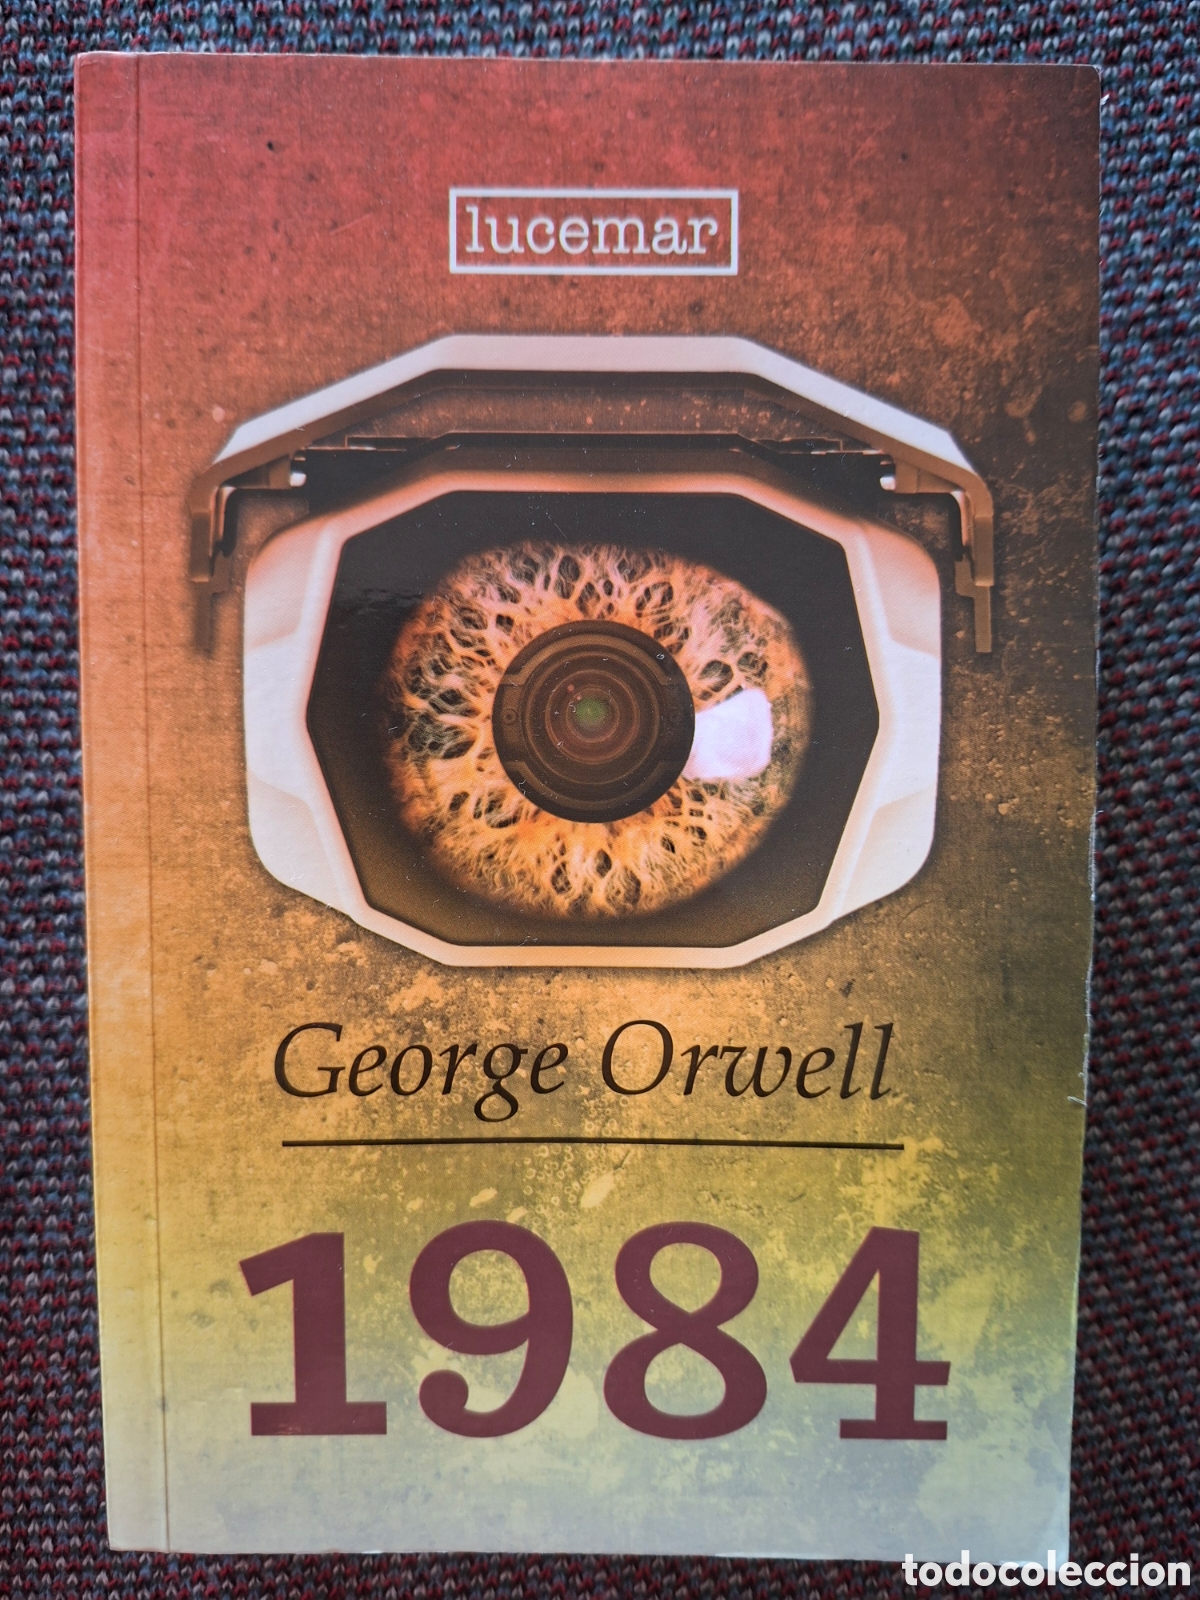 lucemar
George Orwell
1984
todocoleccion